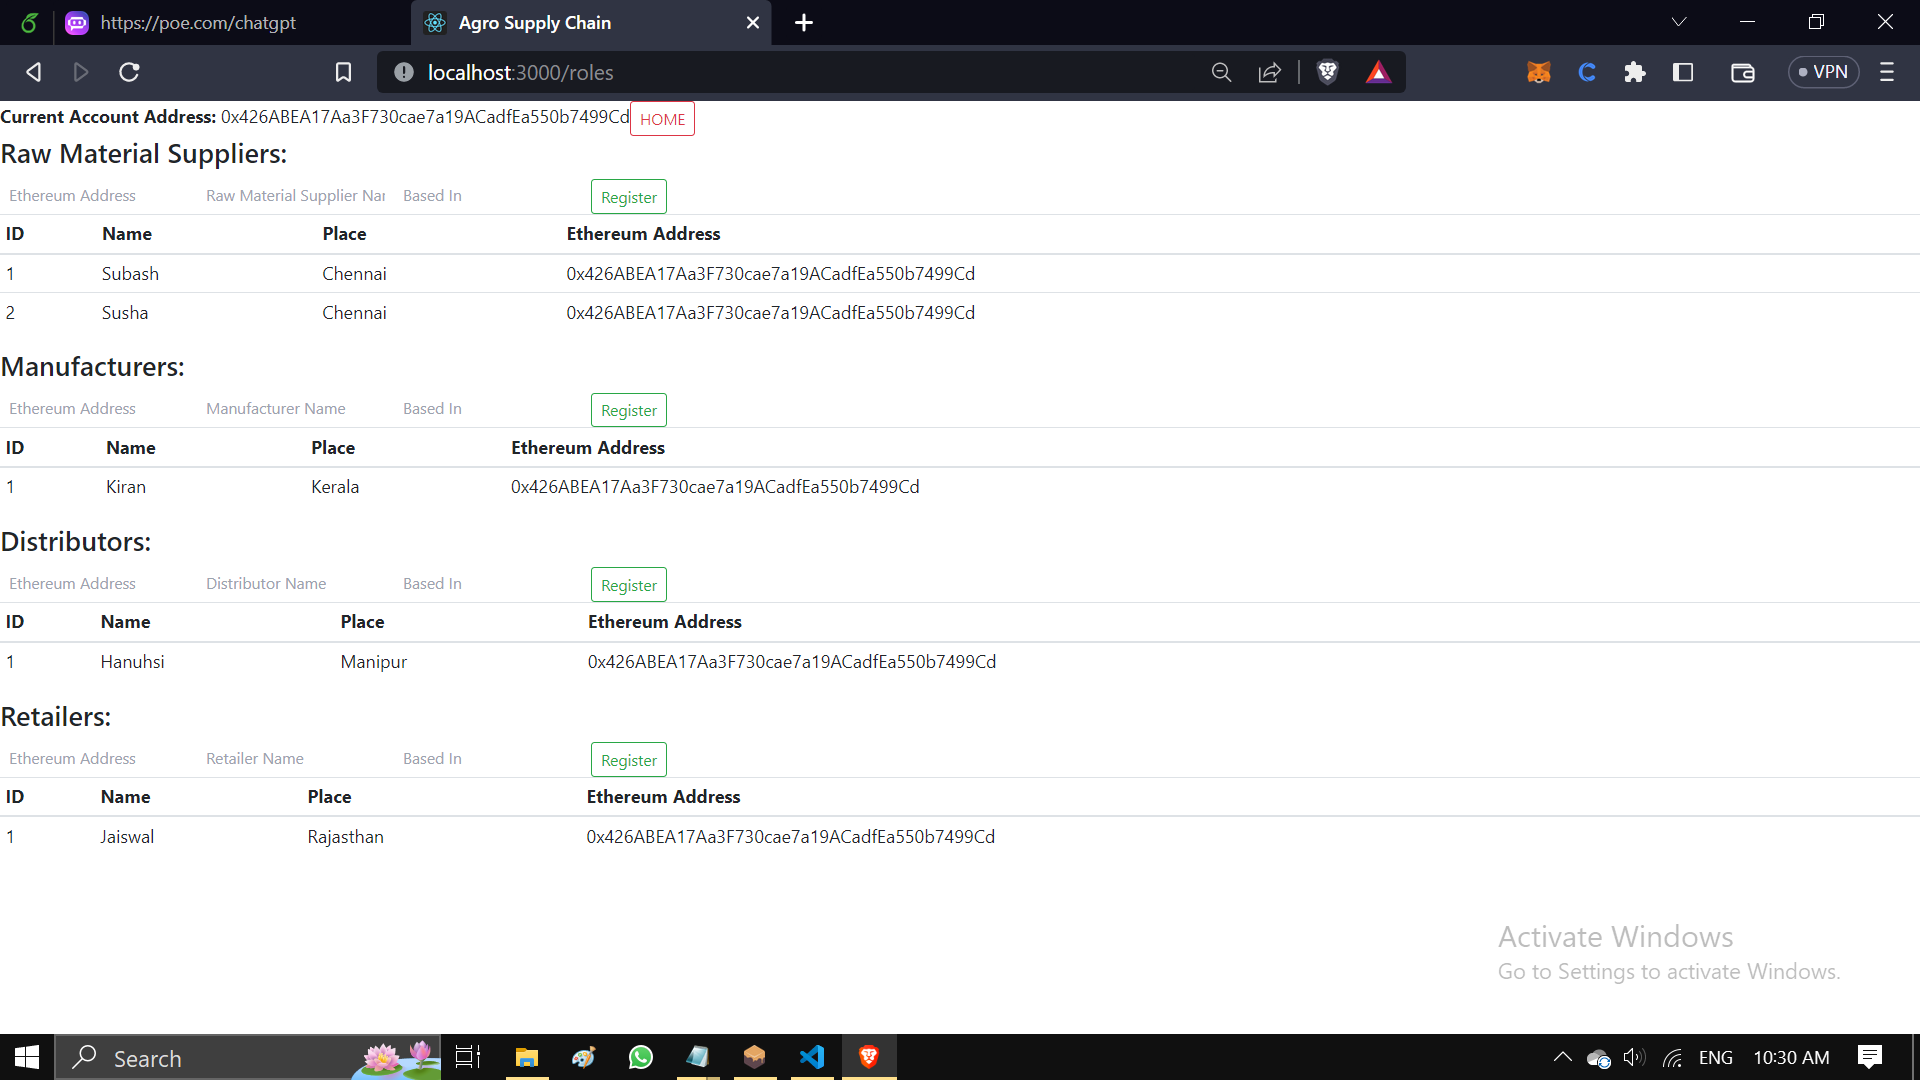 https://poe.com/chatgpt
Agro Supply Chain
localhost:3000/roles
VPN
Current Account Address: 0x426ABEA17Aa3F730cae7a19ACadfEa550b7499Cd HOME
Raw Material Suppliers:
Ethereum Address Raw Material Supplier Nar Based In Register
ID Name Place Ethereum Address
1 Subash Chennai 0x426ABEA17Aa3F730cae7a19ACadfEa550b7499Cd
2 Susha Chennai 0x426ABEA17Aa3F730cae7a19ACadfEa550b7499Cd
Manufacturers:
Ethereum Address Manufacturer Name Based In Register
ID Name Place Ethereum Address
1 Kiran Kerala 0x426ABEA17Aa3F730cae7a19ACadfEa550b7499Cd
Distributors:
Ethereum Address Distributor Name Based In Register
ID Name Place Ethereum Address
1 Hanuhsi Manipur 0x426ABEA17Aa3F730cae7a19ACadfEa550b7499Cd
Retailers:
Ethereum Address Retailer Name Based In Register
ID Name Place Ethereum Address
1 Jaiswal Rajasthan 0x426ABEA17Aa3F730cae7a19ACadfEa550b7499Cd
Activate Windows
Go to Settings to activate Windows.
Search ENG 10:30 AM